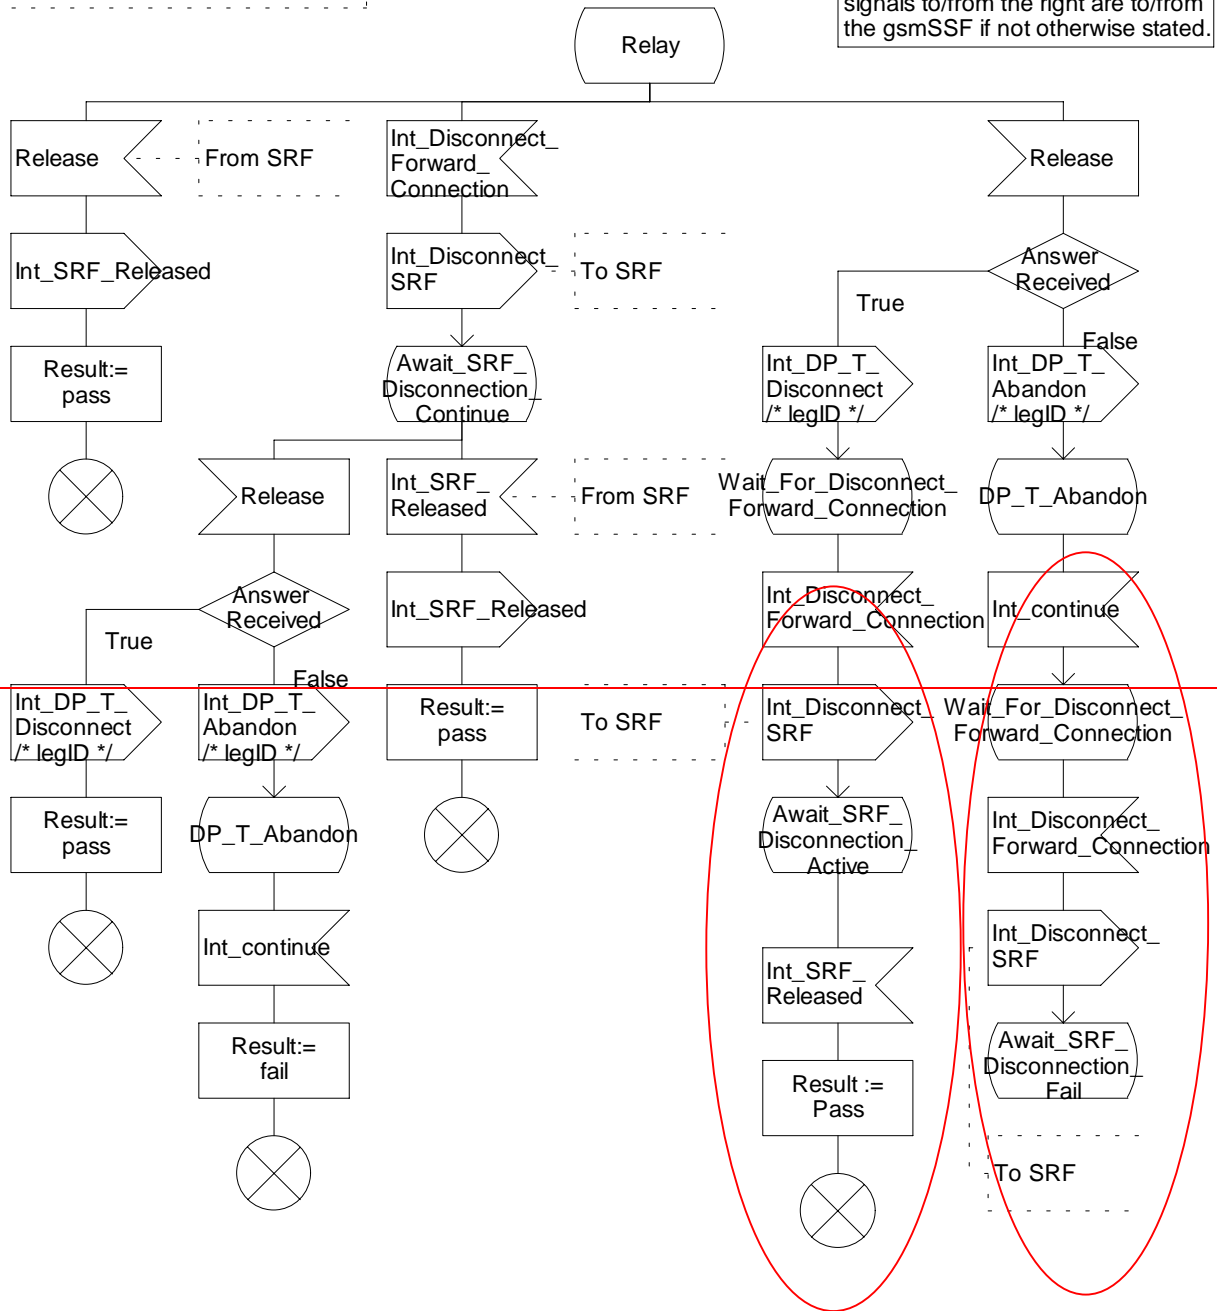 signals to/from the right are to/from
the gsmSSF if not otherwise stated.
Relay
Release
From SRF
Int_Disconnect_
Forward_
Connection
Release
Int_SRF_Released
Int_Disconnect_
SRF
To SRF
Answer
Received
True
False
Result:=
pass
Await_SRF_
Disconnection_
Continue
Int_DP_T_
Disconnect
/* legID */
Int_DP_T_
Abandon
/* legID */
Release
Int_SRF_
Released
From SRF
Wait_For_Disconnect_
Forward_Connection
DP_T_Abandon
Answer
Received
True
False
Int_SRF_Released
Int_Disconnect_
Forward_Connection
Int_continue
Int_DP_T_
Disconnect
/* legID */
Int_DP_T_
Abandon
/* legID */
Result:=
pass
To SRF
Int_Disconnect_
SRF
Wait_For_Disconnect_
Forward_Connection
Result:=
pass
DP_T_Abandon
Await_SRF_
Disconnection_
Active
Int_Disconnect_
Forward_Connection
Int_continue
Int_SRF_
Released
Int_Disconnect_
SRF
Result:=
fail
Result :=
Pass
Await_SRF_
Disconnection_
Fail
To SRF